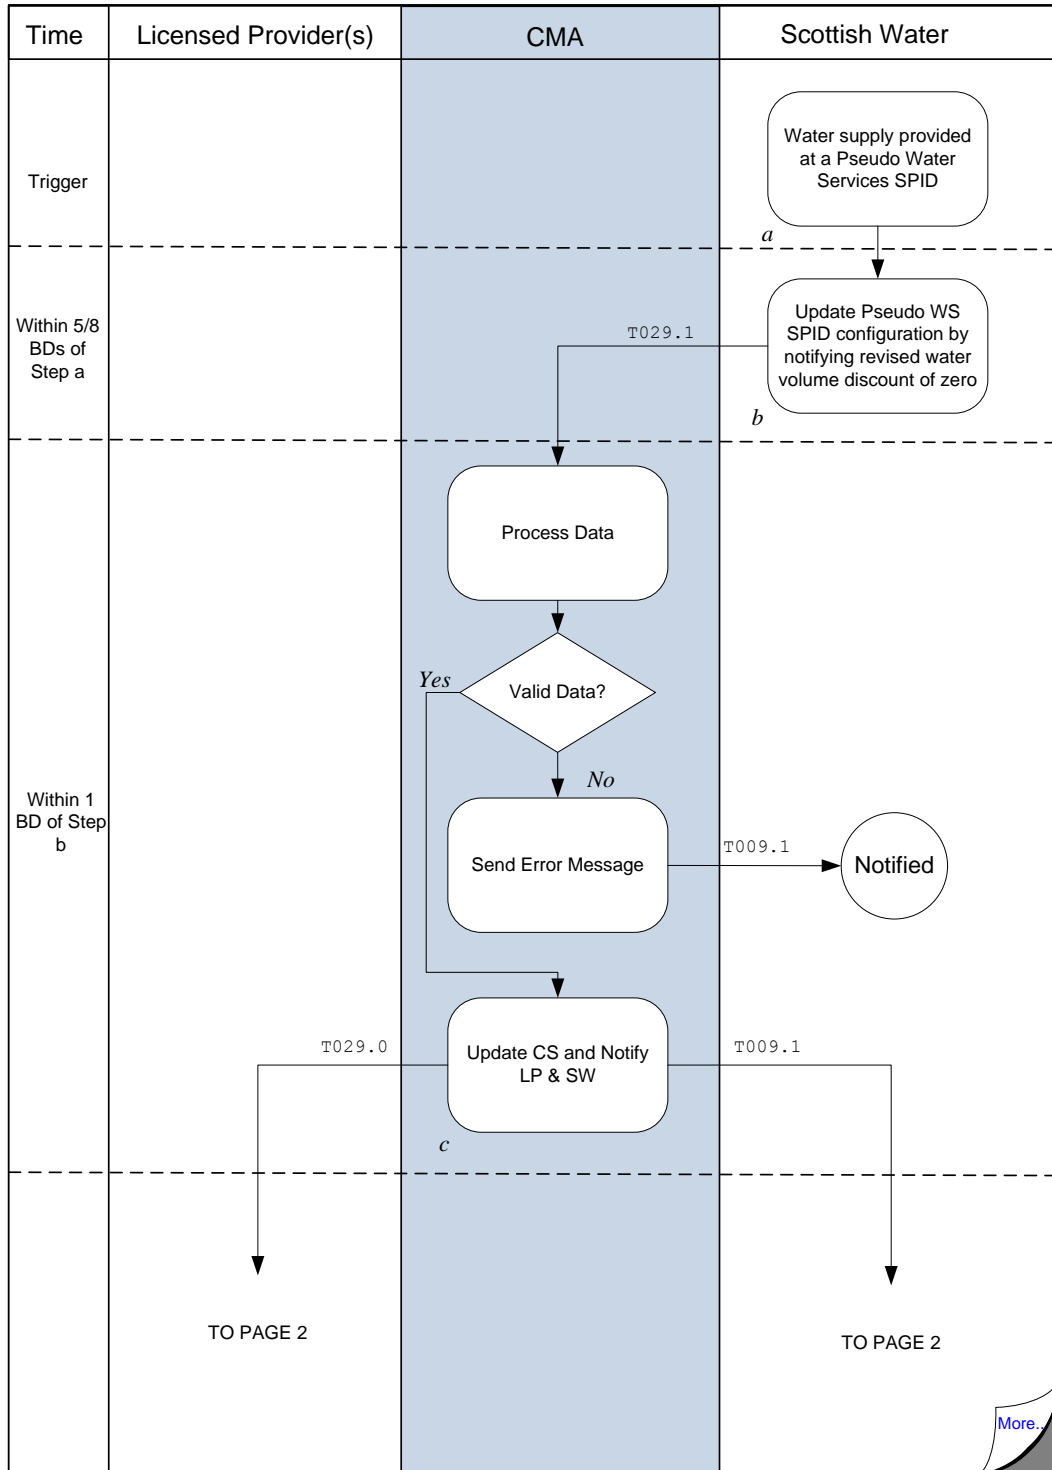 Time
Licensed Provider(s)
CMA
Scottish Water
Trigger
Water supply provided
at a Pseudo Water
Services SPID
a
Within 5/8
BDs of
Step a
T029.1
Update Pseudo WS
SPID configuration by
notifying revised water
volume discount of zero
b
Process Data
Yes
Valid Data?
No
Within 1
BD of Step
b
Send Error Message
T009.1
Notified
T029.0
Update CS and Notify
LP & SW
T009.1
c
TO PAGE 2
TO PAGE 2
More..